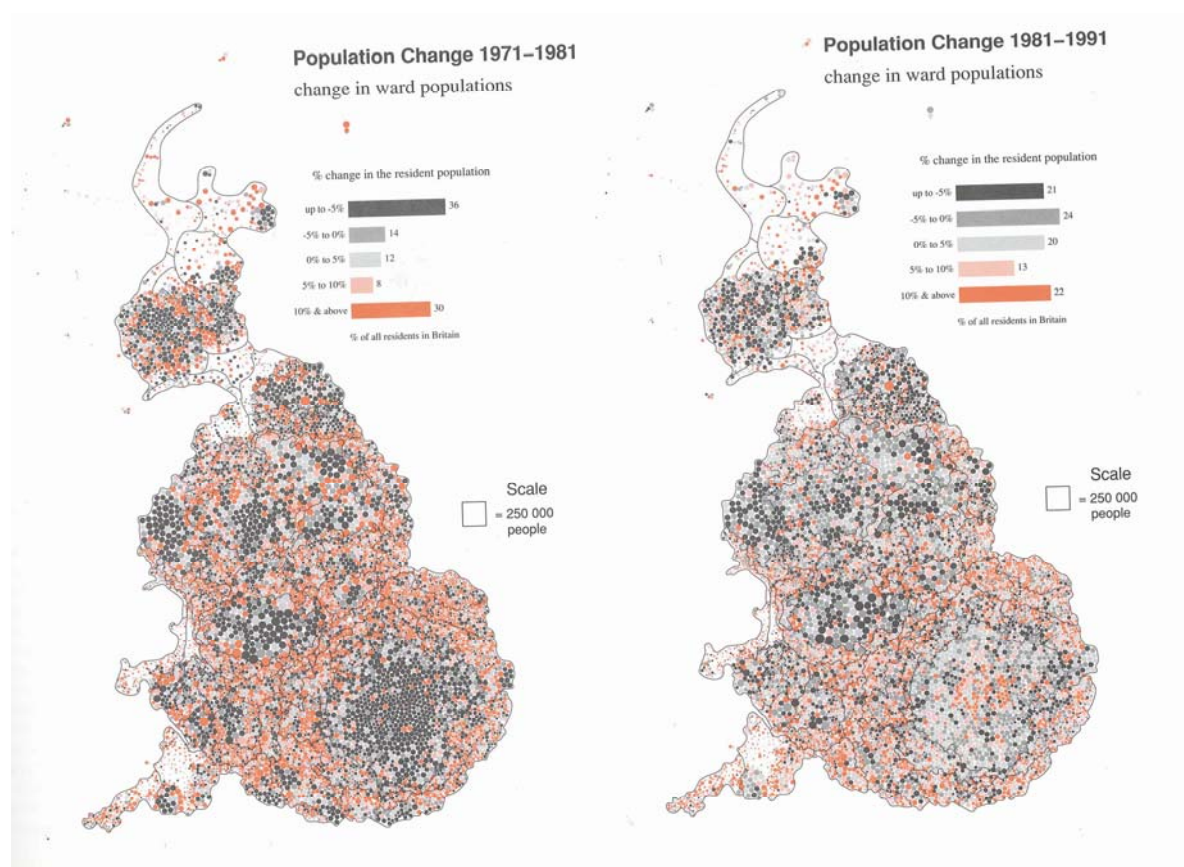 Population Change 1971–1981
change in ward populations
% change in the resident population
up to -5% 36
-5% to 0% 14
0% to 5% 12
5% to 10% 8
10% & above 30
% of all residents in Britain
Scale
= 250 000
people
Population Change 1981–1991
change in ward populations
% change in the resident population
up to -5% 21
-5% to 0% 24
0% to 5% 20
5% to 10% 13
10% & above 22
% of all residents in Britain
Scale
= 250 000
people